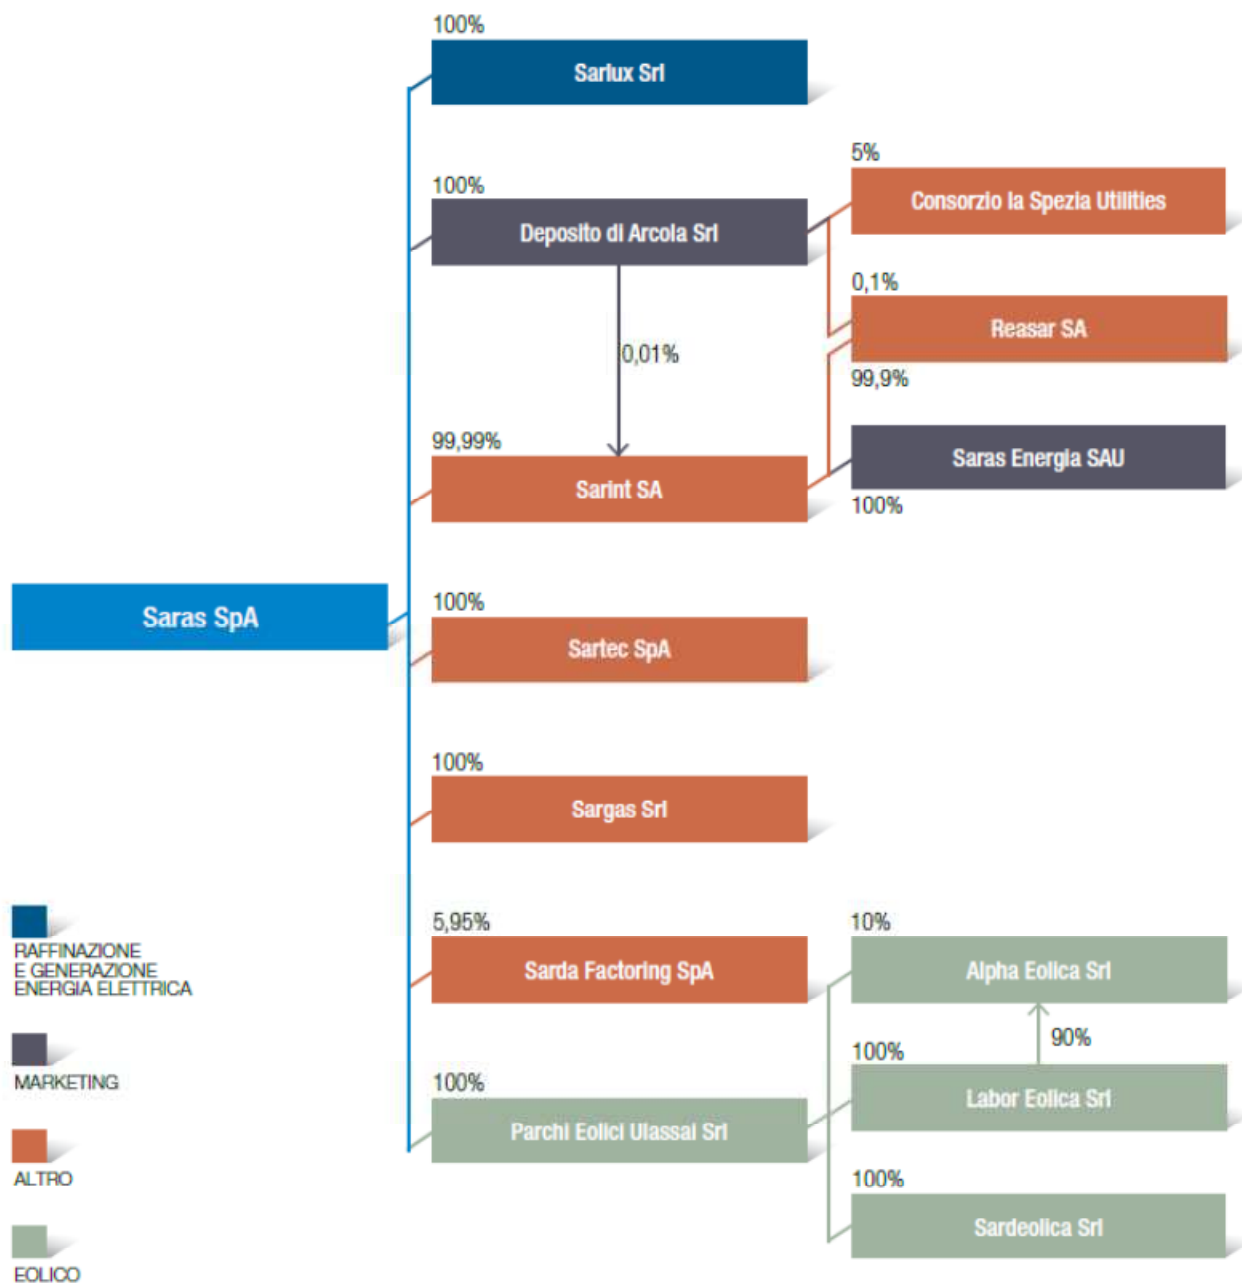 100%
Sarlux Srl
100%
Deposito di Arcola Srl
5%
Consorzio la Spezia Utilities
0,1%
Reasar SA
99,9%
0,01%
99,99%
Sarint SA
Saras Energia SAU
100%
Saras SpA
100%
Sartec SpA
100%
Sargas Srl
5,95%
Sarda Factoring SpA
10%
Alpha Eolica Srl
90%
100%
Labor Eolica Srl
100%
Parchi Eolici Ulassai Srl
100%
Sardeolica Srl
RAFFINAZIONE
E GENERAZIONE
ENERGIA ELETTRICA
MARKETING
ALTRO
EOLICO